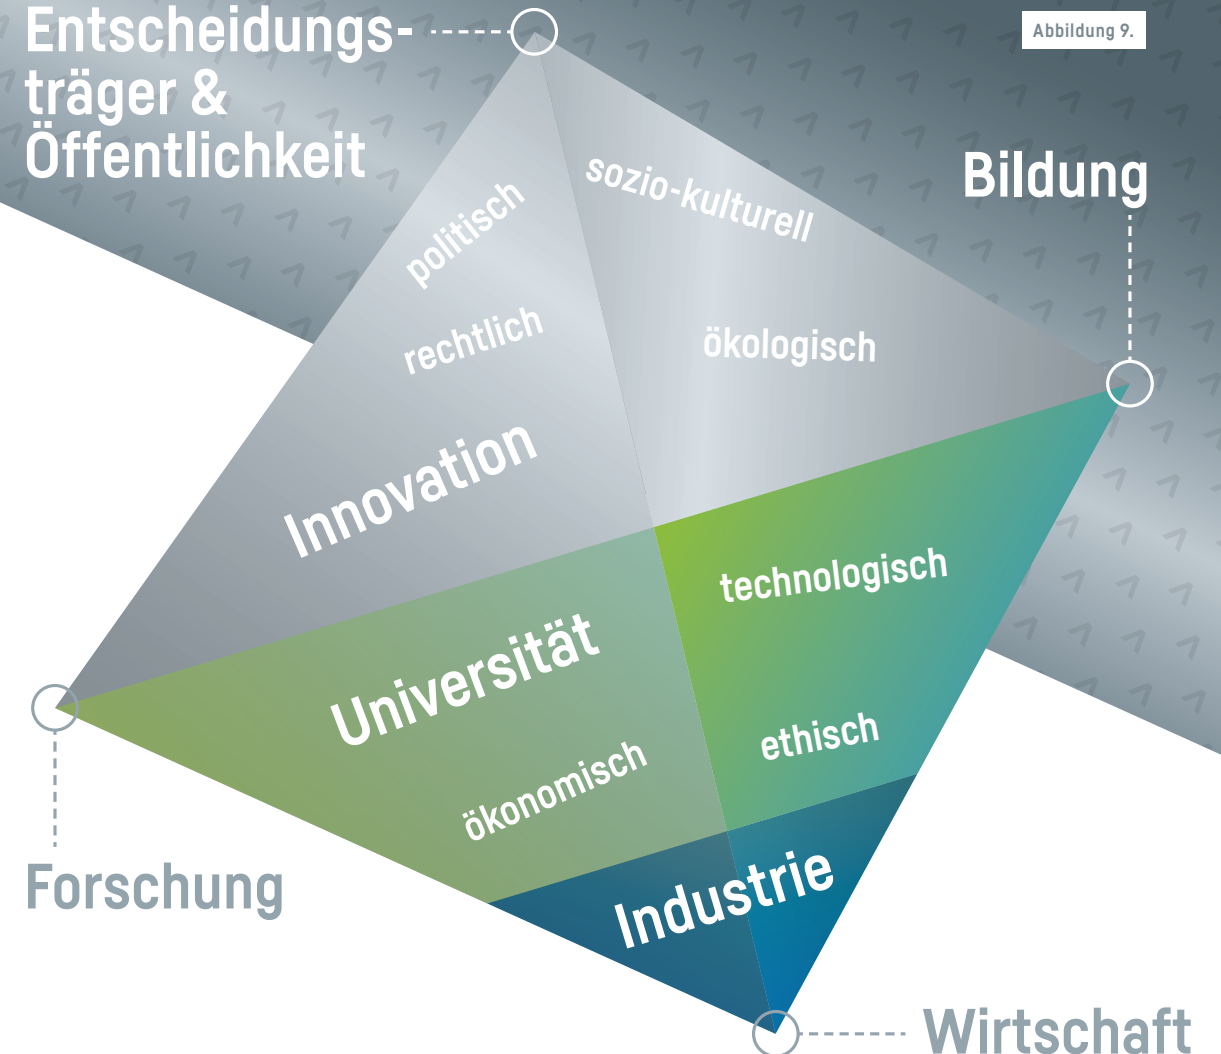 Entscheidungs-
träger &
Öffentlichkeit
Abbildung 9.
Bildung
sozio-kulturell
politisch
rechtlich
ökologisch
Innovation
technologisch
Universität
ethisch
ökonomisch
Industrie
Forschung
Wirtschaft